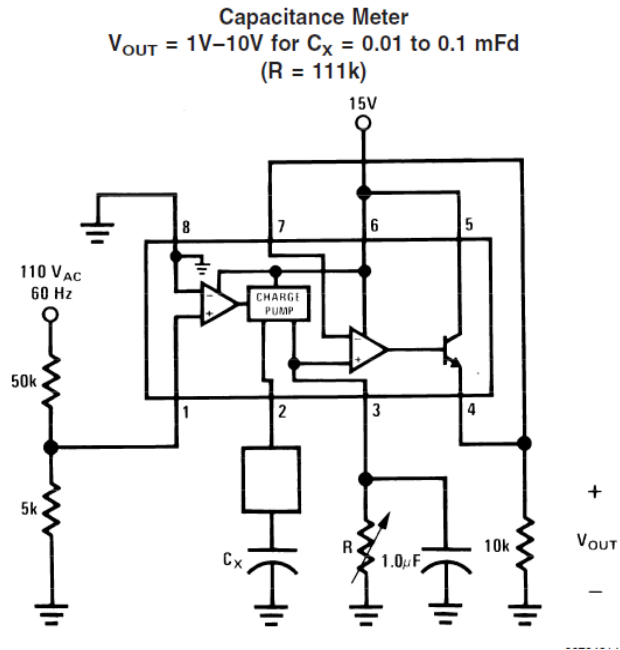 Capacitance Meter
VOUT = 1V–10V for CX = 0.01 to 0.1 mFd
(R = 111k)
15V
8
7
6
5
110 VAC
60 Hz
−
+
CHARGE
PUMP
−
+
50k
1
2
3
4
5k
CX
R
1.0μF
10k
+
VOUT
−